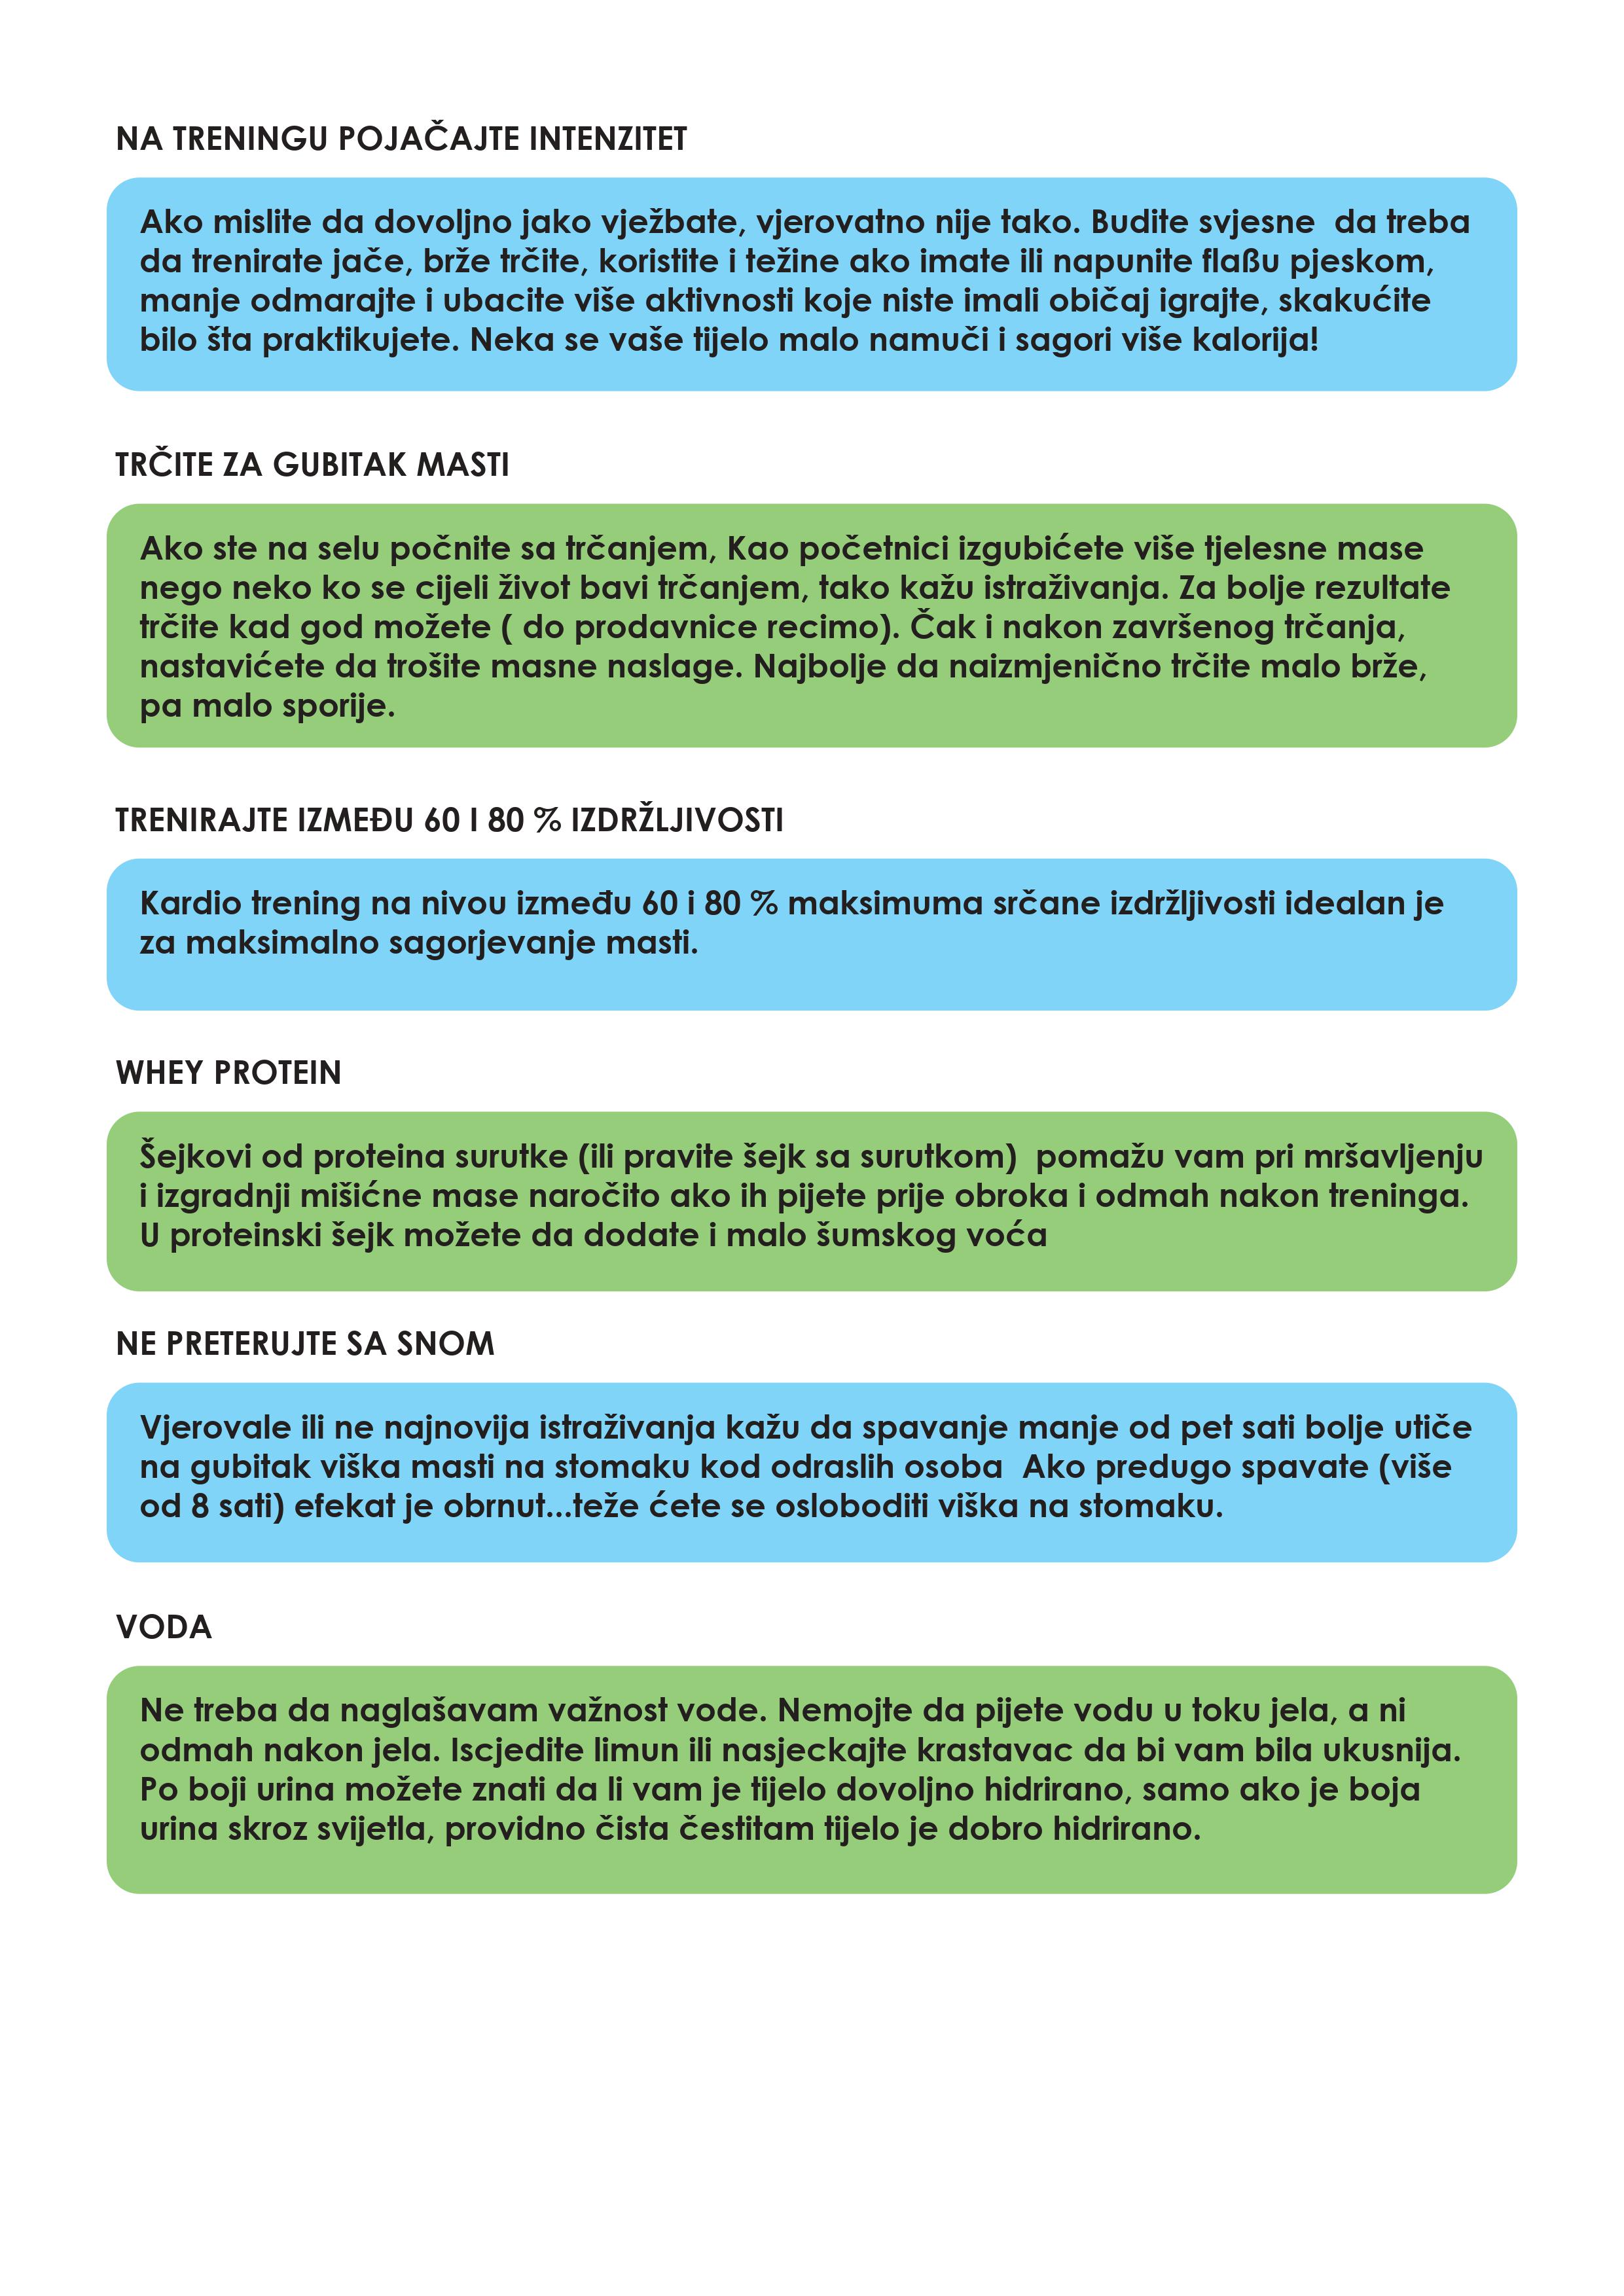 NA TRENINGU POJAČAJTE INTENZITET
Ako mislite da dovoljno jako vježbate, vjerovatno nije tako. Budite svjesne  da treba
da trenirate jače, brže trčite, koristite i težine ako imate ili napunite flaßu pjeskom,
manje odmarajte i ubacite više aktivnosti koje niste imali običaj igrajte, skakućite
bilo šta praktikujete. Neka se vaše tijelo malo namuči i sagori više kalorija!
TRČITE ZA GUBITAK MASTI
Ako ste na selu počnite sa trčanjem, Kao početnici izgubićete više tjelesne mase
nego neko ko se cijeli život bavi trčanjem, tako kažu istraživanja. Za bolje rezultate
trčite kad god možete ( do prodavnice recimo). Čak i nakon završenog trčanja,
nastavićete da trošite masne naslage. Najbolje da naizmjenično trčite malo brže,
pa malo sporije.
TRENIRAJTE IZMEĐU 60 I 80 % IZDRŽLJIVOSTI
Kardio trening na nivou između 60 i 80 % maksimuma srčane izdržljivosti idealan je
za maksimalno sagorjevanje masti.
WHEY PROTEIN
Šejkovi od proteina surutke (ili pravite šejk sa surutkom)  pomažu vam pri mršavljenju
i izgradnji mišićne mase naročito ako ih pijete prije obroka i odmah nakon treninga.
U proteinski šejk možete da dodate i malo šumskog voća
NE PRETERUJTE SA SNOM
Vjerovale ili ne najnovija istraživanja kažu da spavanje manje od pet sati bolje utiče
na gubitak viška masti na stomaku kod odraslih osoba  Ako predugo spavate (više
od 8 sati) efekat je obrnut...teže ćete se osloboditi viška na stomaku.
VODA
Ne treba da naglašavam važnost vode. Nemojte da pijete vodu u toku jela, a ni
odmah nakon jela. Iscjedite limun ili nasjeckajte krastavac da bi vam bila ukusnija.
Po boji urina možete znati da li vam je tijelo dovoljno hidrirano, samo ako je boja
urina skroz svijetla, providno čista čestitam tijelo je dobro hidrirano.